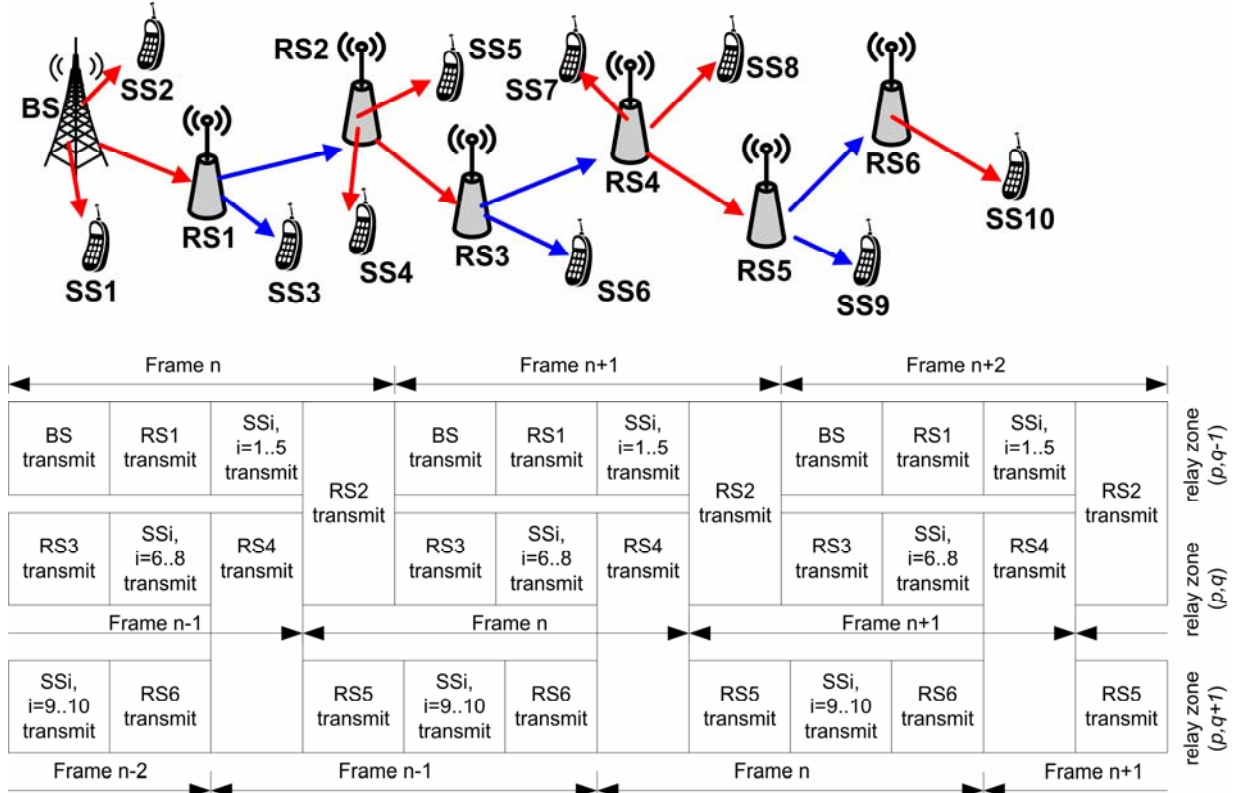 SS2
BS
RS2
SS5
SS7
SS8
RS1
RS3
RS4
RS5
RS6
SS1
SS3
SS4
SS6
SS9
SS10
Frame n
Frame n+1
Frame n+2
BS
transmit
RS1
transmit
SSi,
i=1..5
transmit
RS2
transmit
BS
transmit
RS1
transmit
SSi,
i=1..5
transmit
RS2
transmit
BS
transmit
RS1
transmit
SSi,
i=1..5
transmit
RS2
transmit
relay zone
(p,q-1)
RS3
transmit
SSi,
i=6..8
transmit
RS4
transmit
RS3
transmit
SSi,
i=6..8
transmit
RS4
transmit
RS3
transmit
SSi,
i=6..8
transmit
RS4
transmit
relay zone
(p,q)
Frame n-1
Frame n
Frame n+1
SSi,
i=9..10
transmit
RS6
transmit
RS5
transmit
SSi,
i=9..10
transmit
RS6
transmit
RS5
transmit
SSi,
i=9..10
transmit
RS6
transmit
RS5
transmit
relay zone
(p,q+1)
Frame n-2
Frame n-1
Frame n
Frame n+1